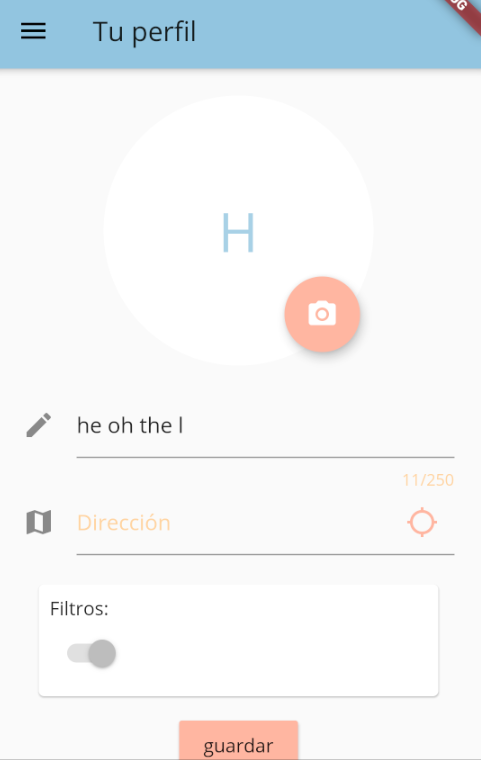 Tu perfil
H
he oh the l
11/250
Dirección
Filtros:
guardar